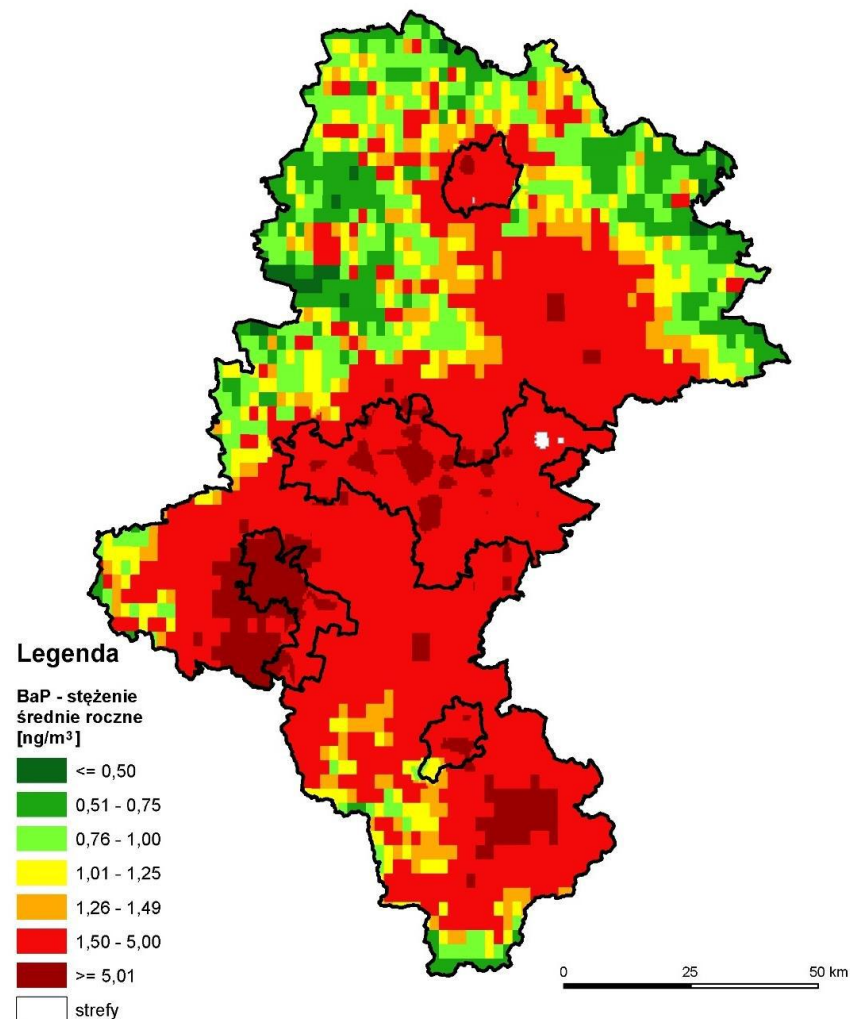 Legenda
BaP - stężenie
średnie roczne
[ng/m³]
<= 0,50
0,51 - 0,75
0,76 - 1,00
1,01 - 1,25
1,26 - 1,49
1,50 - 5,00
>= 5,01
strefy
0 25 50 km